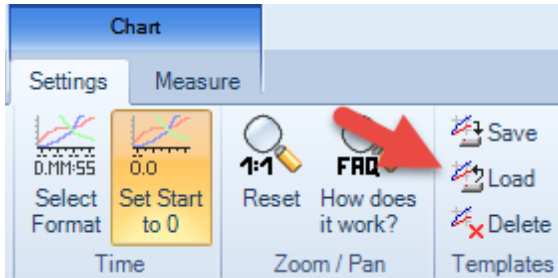 Chart
Settings Measure
D.MM:SS 0.0 1:1 FAQ Save
Select Format Set Start to 0 Reset How does it work? Load
Delete
Time Zoom / Pan Templates